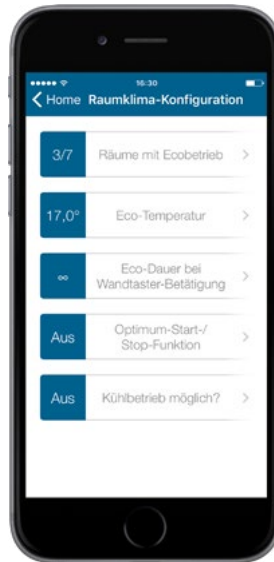 16:30
Home Raumklima-Konfiguration
3/7 Räume mit Ecobetrieb
17,0° Eco-Temperatur
∞ Eco-Dauer bei
Wandtaster-Betätigung
Aus Optimum-Start-/
Stop-Funktion
Aus Kühlbetrieb möglich?